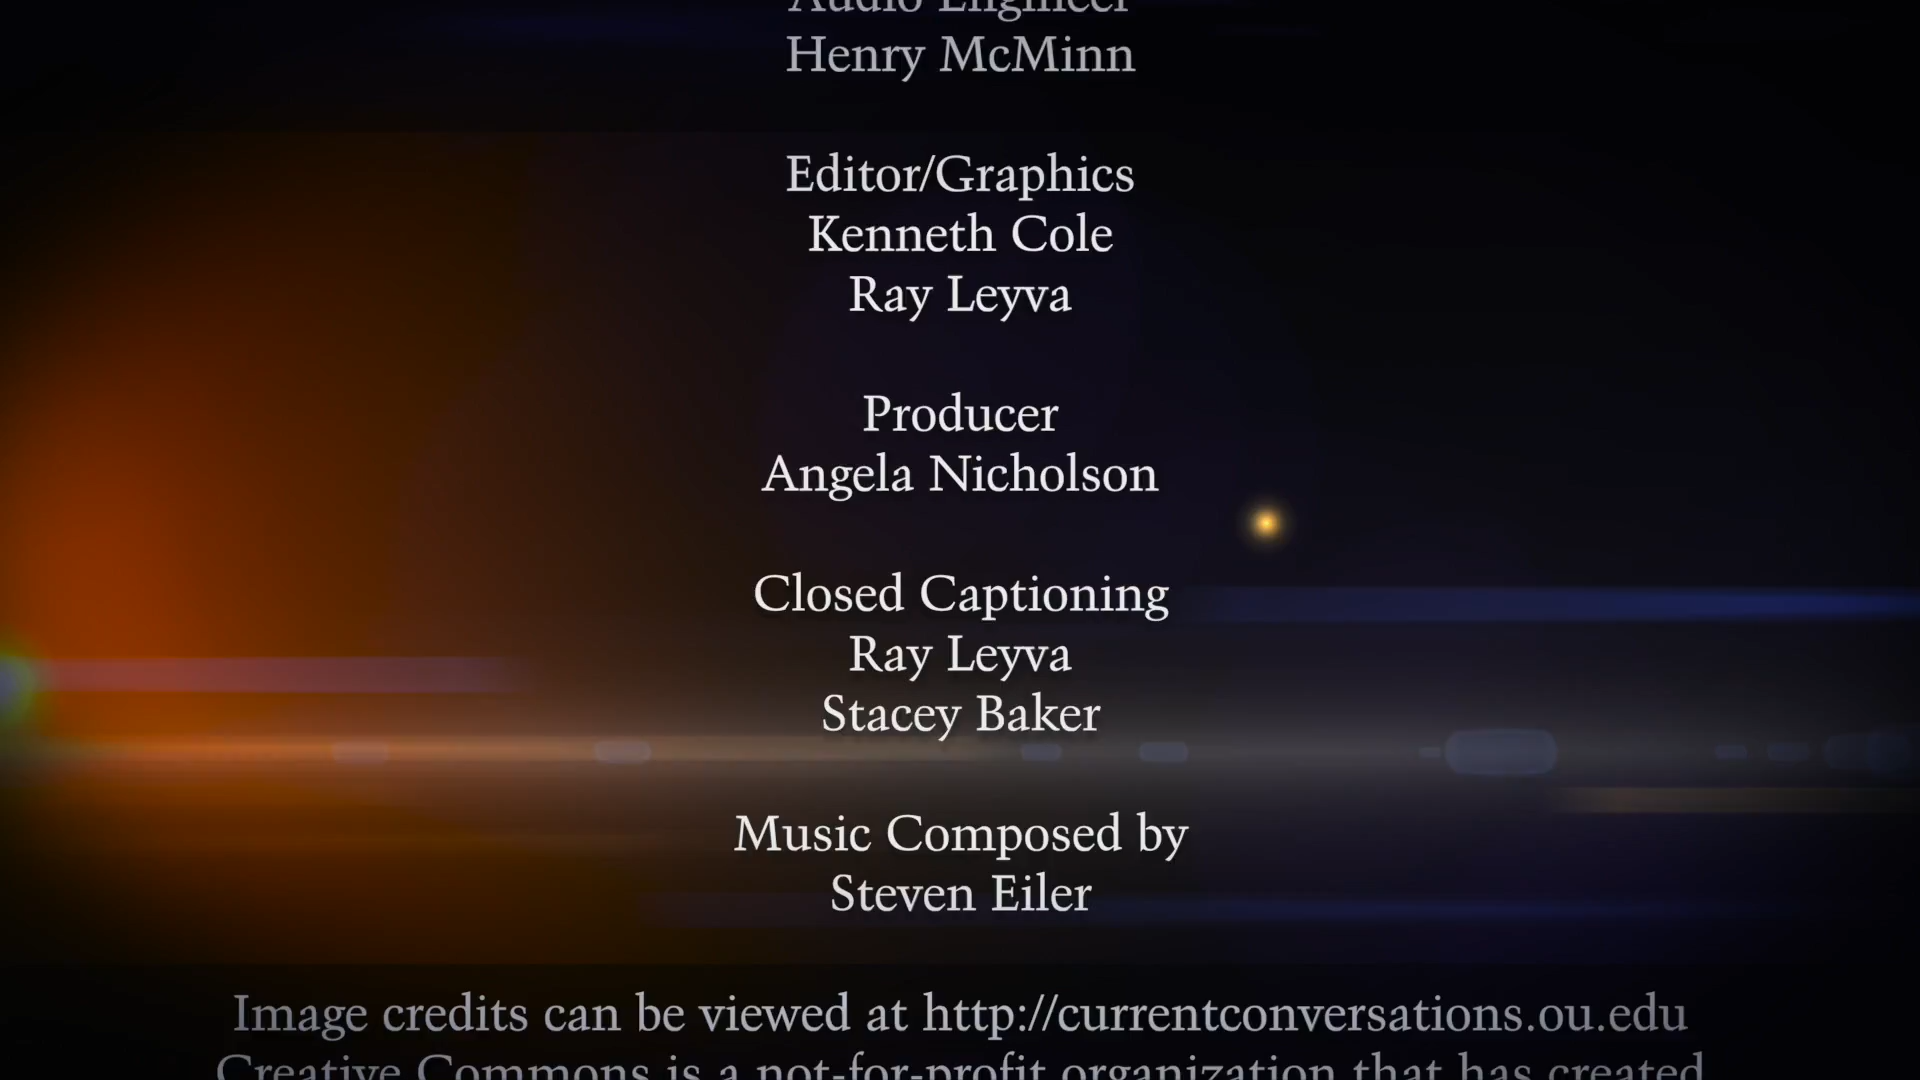 Audio Engineer
Henry McMinn
Editor/Graphics
Kenneth Cole
Ray Leyva
Producer
Angela Nicholson
Closed Captioning
Ray Leyva
Stacey Baker
Music Composed by
Steven Eiler
Image credits can be viewed at http://currentconversations.ou.edu
Creative Commons is a not-for-profit organization that has created